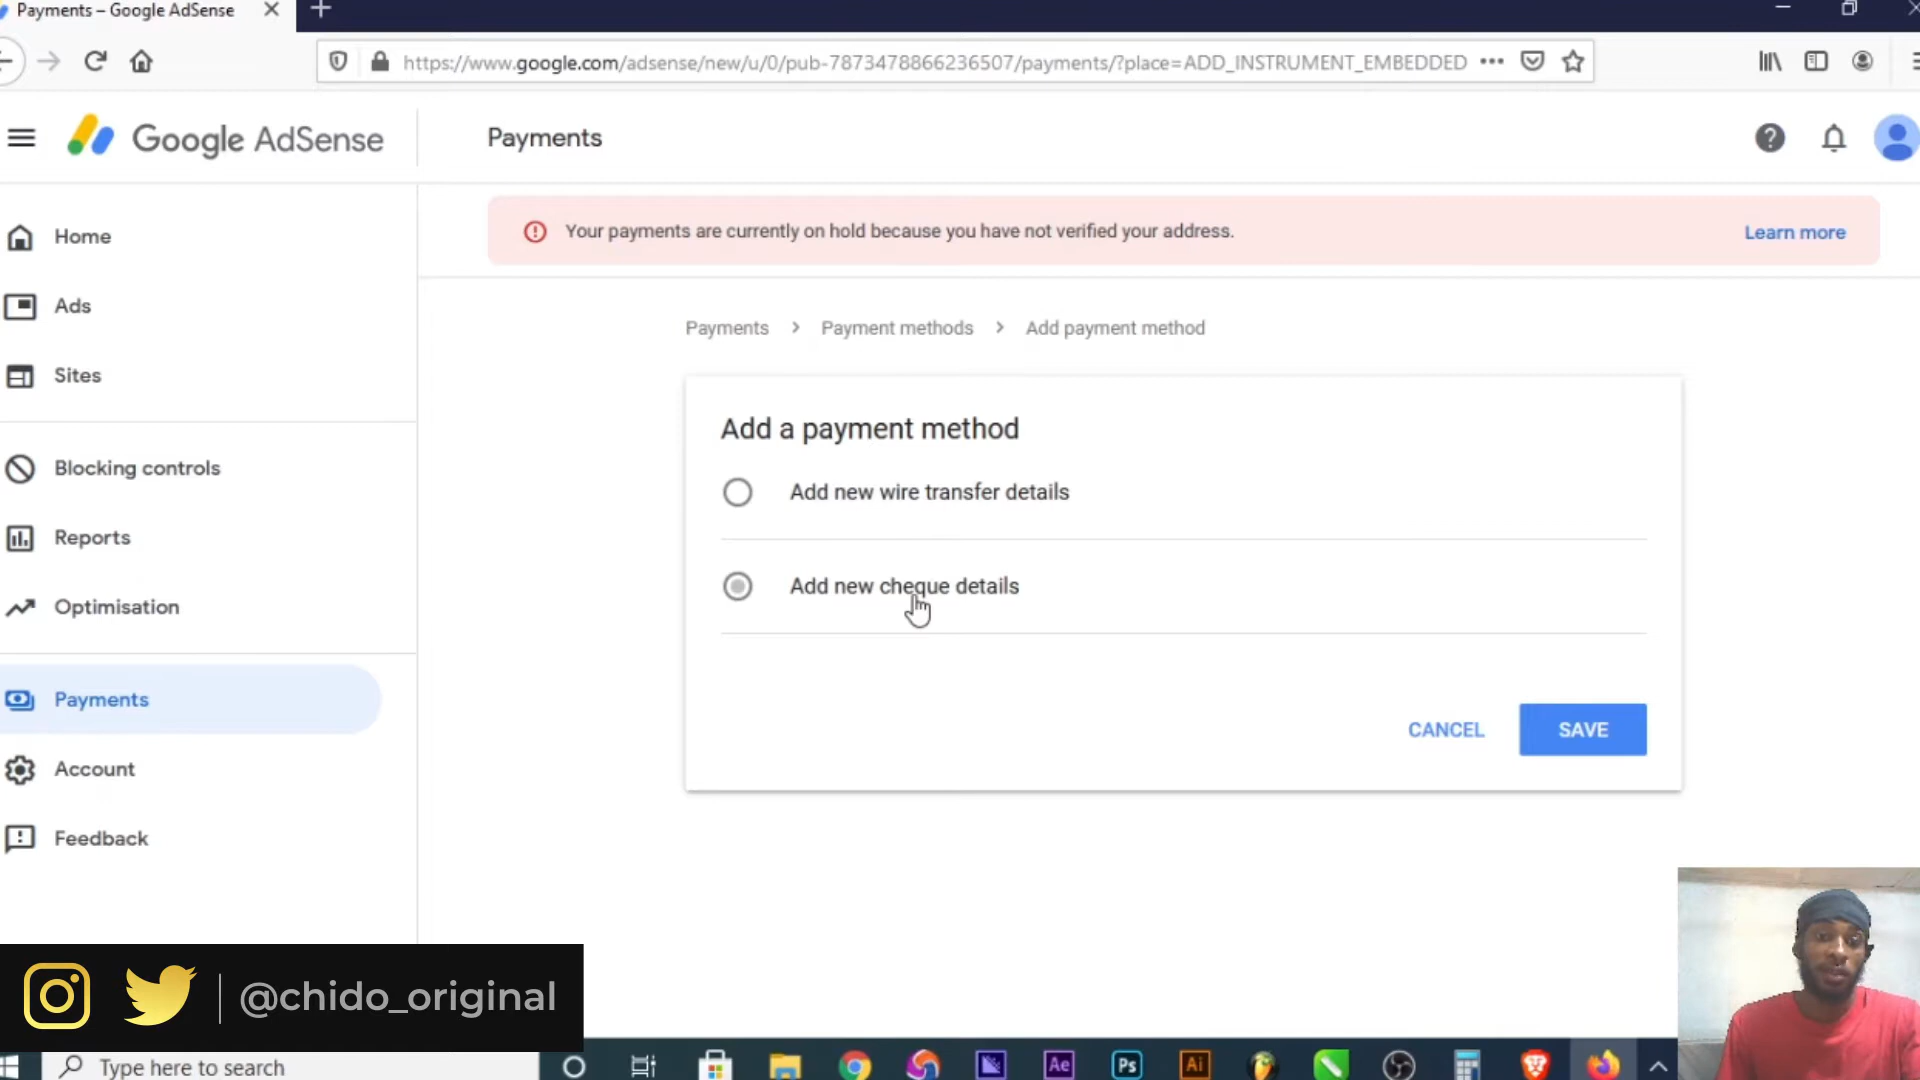 Payments – Google AdSense
https://www.google.com/adsense/new/u/0/pub-7873478866236507/payments/?place=ADD_INSTRUMENT_EMBEDDED
Google AdSense
Payments
Home
Ads
Sites
Blocking controls
Reports
Optimisation
Payments
Account
Feedback
Your payments are currently on hold because you have not verified your address.
Learn more
Payments > Payment methods > Add payment method
Add a payment method
Add new wire transfer details
Add new cheque details
CANCEL
SAVE
@chido_original
Type here to search
Ae
Ps
Ai